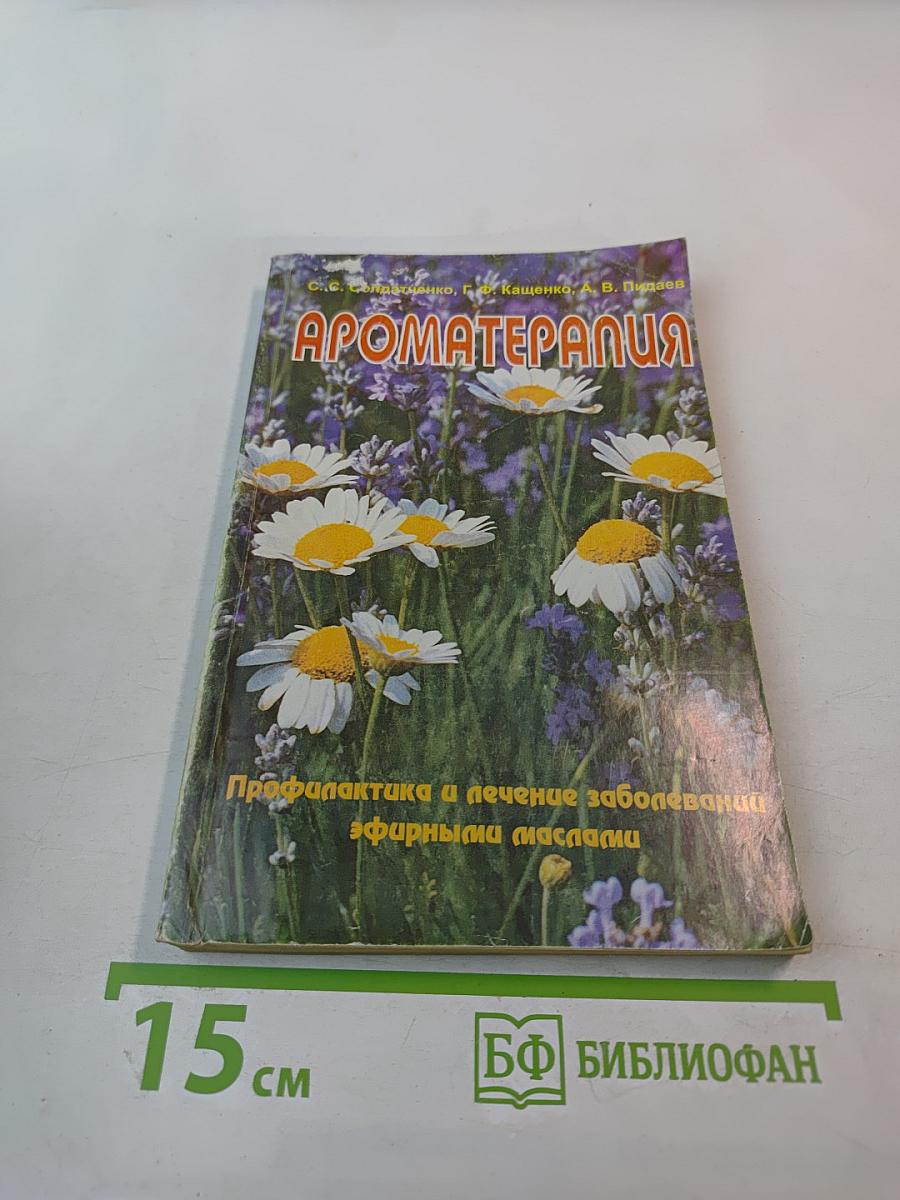 С. С. Солдатченко, Г. Ф. Кащенко, А. В. Пидаев
АРОМАТЕРАПИЯ
Профилактика и лечение заболеваний
эфирными маслами
15 см
БФ БИБЛИОФАН